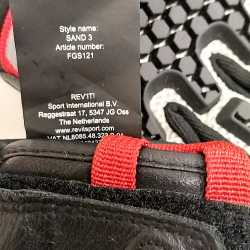 Style name:
SAND 3
Article number:
FGS121
REV'IT!
Sport International B.V.
Raggestraat 17, 5347 JG Oss
The Netherlands
www.revitsport.com